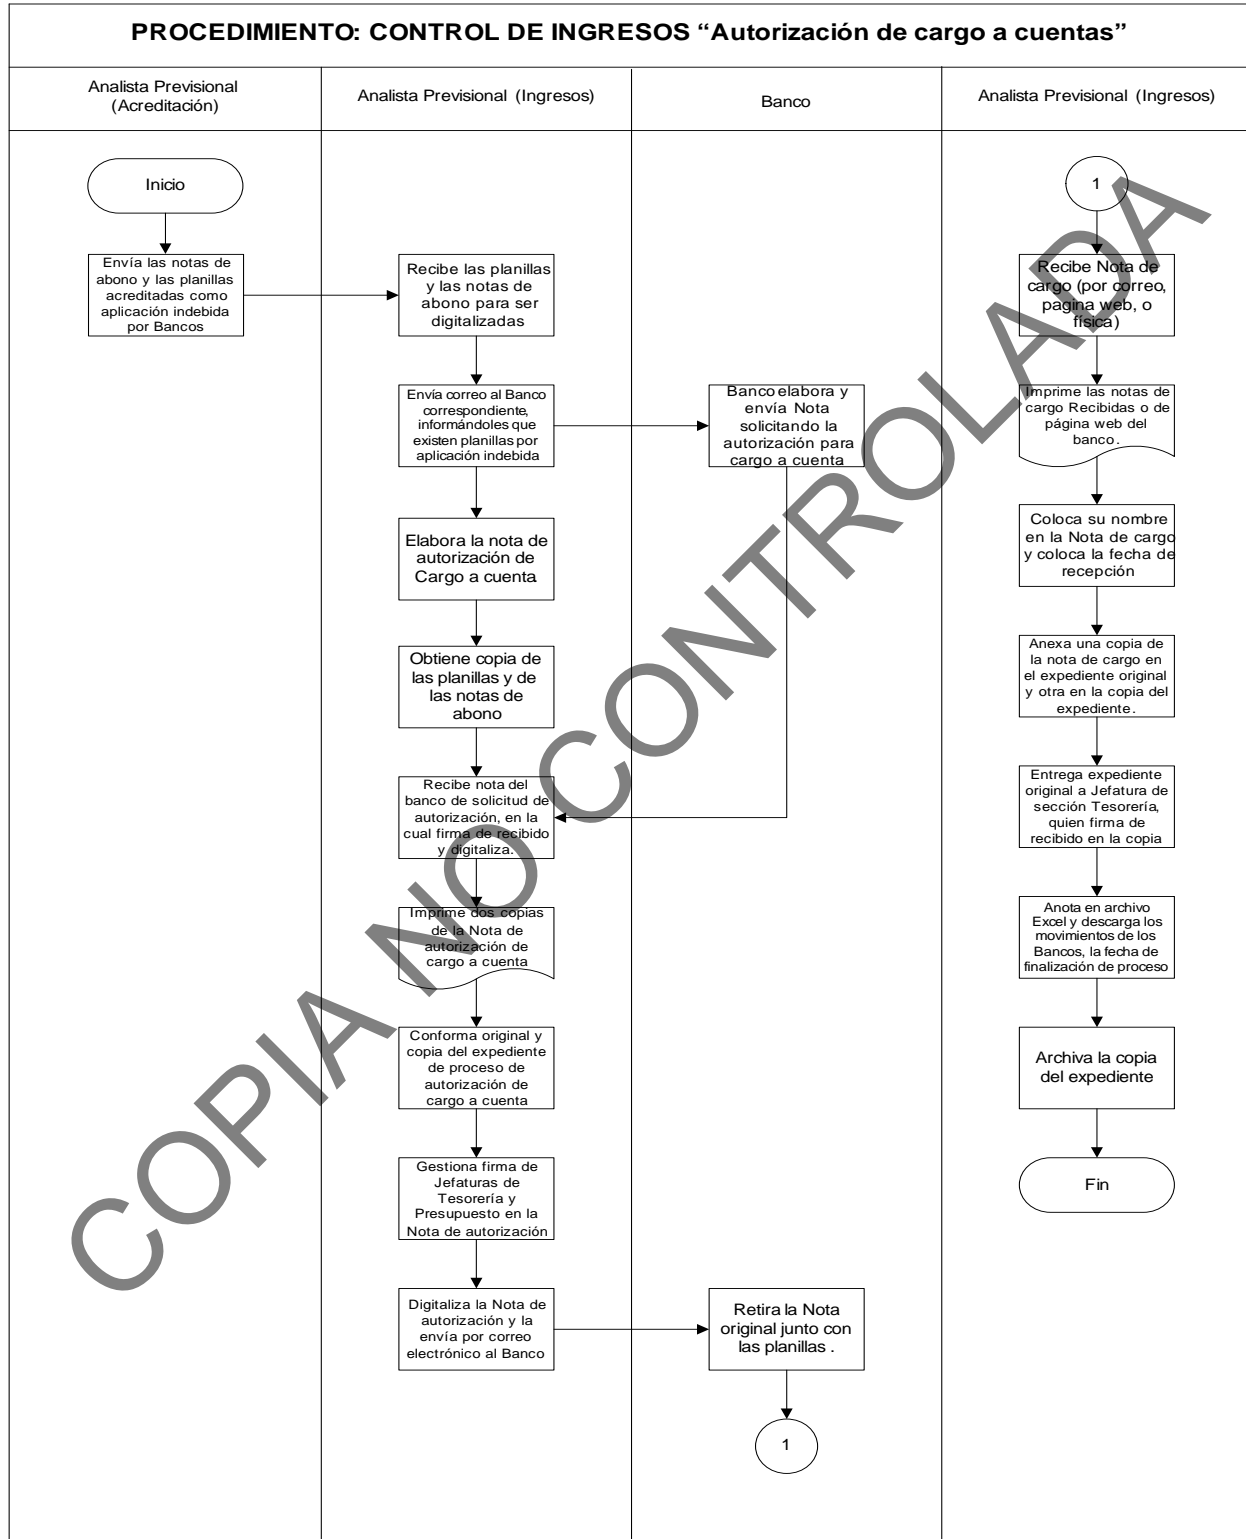 PROCEDIMIENTO: CONTROL DE INGRESOS “Autorización de cargo a cuentas”
Analista Previsional
(Acreditación)
Analista Previsional (Ingresos)
Banco
Analista Previsional (Ingresos)
Inicio
Envía las notas de
abono y las planillas
acreditadas como
aplicación indebida
por Bancos
Recibe las planillas
y las notas de
abono para ser
digitalizadas
Envía correo al Banco
correspondiente,
informándoles que
existen planillas por
aplicación indebida
Banco elabora y
envía Nota
solicitando la
autorización para
cargo a cuenta
Elabora la nota de
autorización de
Cargo a cuenta.
Obtiene copia de
las planillas y de
las notas de
abono
Recibe nota del
banco de solicitud de
autorización, en la
cual firma de recibido
y digitaliza.
Imprime dos copias
de la Nota de
autorización de
cargo a cuenta
Conforma original y
copia del expediente
de proceso de
autorización de
cargo a cuenta
Gestiona firma de
Jefaturas de
Tesorería y
Presupuesto en la
Nota de autorización
Digitaliza la Nota de
autorización y la
envía por correo
electrónico al Banco
Retira la Nota
original junto con
las planillas .
1
1
Recibe Nota de
cargo (por correo,
pagina web, o
física)
Imprime las notas de
cargo Recibidas o de
página web del
banco .
Coloca su nombre
en la Nota de cargo
y coloca la fecha de
recepción
Anexa una copia de
la nota de cargo en
el expediente original
y otra en la copia del
expediente .
Entrega expediente
original a Jefatura de
sección Tesorería,
quien firma de
recibido en la copia
Anota en archivo
Excel y descarga los
movimientos de los
Bancos, la fecha de
finalización de proceso
Archiva la copia
del expediente
Fin
COPIA NO CONTROLADA